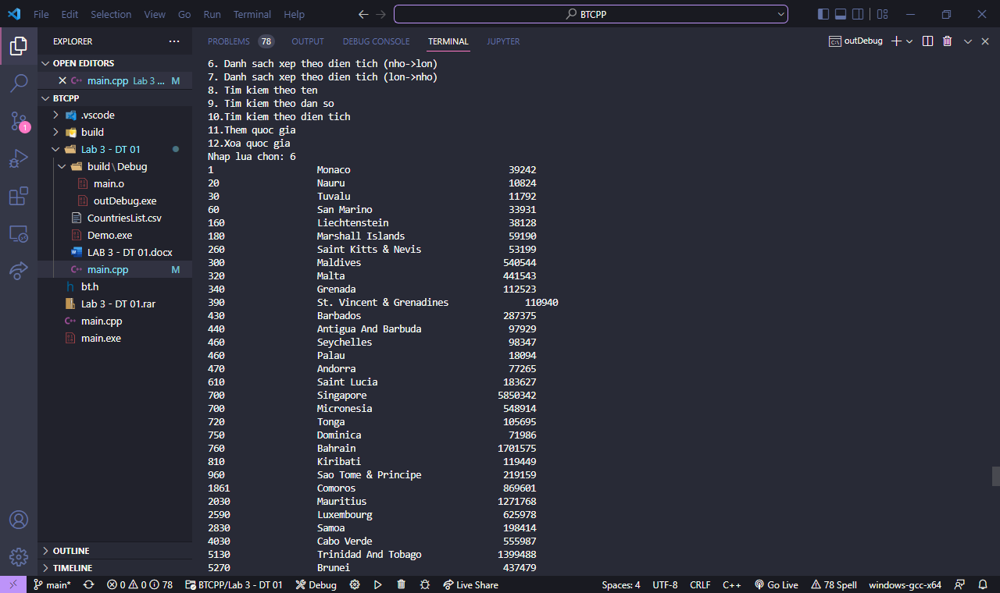 File Edit Selection View Go Run Terminal Help BTCPP
EXPLORER
OPEN EDITORS
main.cpp Lab 3 ... M
BTCPP
.vscode
build
Lab 3 - DT 01
build\Debug
main.o
outDebug.exe
CountriesList.csv
Demo.exe
LAB 3 - DT 01.docx
main.cpp M
bt.h
Lab 3 - DT 01.rar
main.cpp
main.exe
OUTLINE
TIMELINE
1
PROBLEMS 78 OUTPUT DEBUG CONSOLE TERMINAL JUPYTER outDebug
6. Danh sach xep theo dien tich (nho->lon)
7. Danh sach xep theo dien tich (lon->nho)
8. Tim kiem theo ten
9. Tim kiem theo dan so
10.Tim kiem theo dien tich
11.Them quoc gia
12.Xoa quoc gia
Nhap lua chon: 6
1 Monaco 39242
20 Nauru 10824
30 Tuvalu 11792
60 San Marino 33931
160 Liechtenstein 38128
180 Marshall Islands 59190
260 Saint Kitts & Nevis 53199
300 Maldives 540544
320 Malta 441543
340 Grenada 112523
390 St. Vincent & Grenadines 110940
430 Barbados 287375
440 Antigua And Barbuda 97929
460 Seychelles 98347
460 Palau 18094
470 Andorra 77265
610 Saint Lucia 183627
700 Singapore 5850342
700 Micronesia 548914
720 Tonga 105695
750 Dominica 71986
760 Bahrain 1701575
810 Kiribati 119449
960 Sao Tome & Principe 219159
1861 Comoros 869601
2030 Mauritius 1271768
2590 Luxembourg 625978
2830 Samoa 198414
4030 Cabo Verde 555987
5130 Trinidad And Tobago 1399488
5270 Brunei 437479
main* 0 0 78 BTCPP/Lab 3 - DT 01 Debug Live Share Spaces: 4 UTF-8 CRLF C++ Go Live 78 Spell windows-gcc-x64